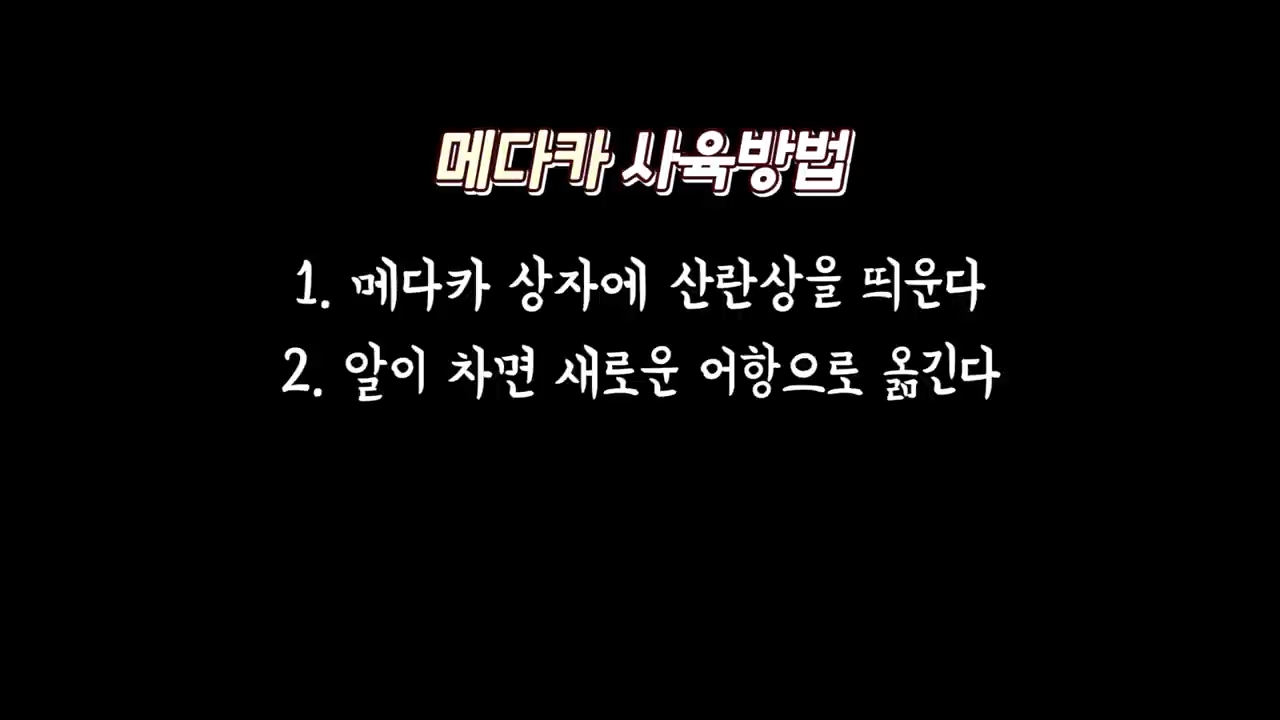 메다카 사육방법
1. 메다카 상자에 산란상을 띄운다
2. 알이 차면 새로운 어항으로 옮긴다